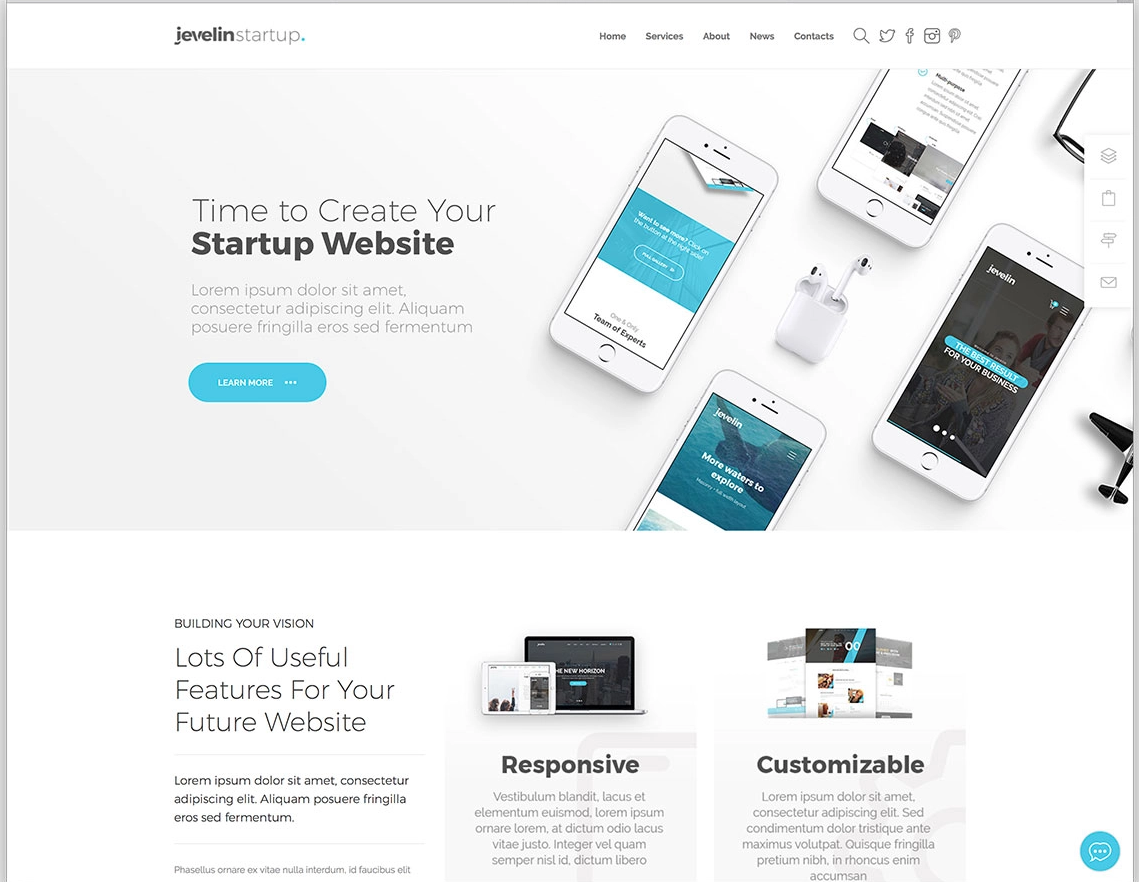 jevelinstartup.
Home Services About News Contacts
Multi-purpose
Time to Create Your
Startup Website
Lorem ipsum dolor sit amet,
consectetur adipiscing elit. Aliquam
posuere fringilla eros sed fermentum
LEARN MORE
Want to see more? Click on
the button at the right side!
FULL GALLERY
One & Only
Team of Experts
jevelin
THE BEST RESULT
FOR YOUR BUSINESS
jevelin
More waters to
explore
BUILDING YOUR VISION
Lots Of Useful
Features For Your
Future Website
Lorem ipsum dolor sit amet, consectetur
adipiscing elit. Aliquam posuere fringilla
eros sed fermentum.
Phasellus ornare ex vitae nulla interdum, id faucibus elit
THE NEW HORIZON
Responsive
Vestibulum blandit, lacus et
elementum euismod, lorem ipsum
ornare lorem, at dictum odio lacus
vitae justo. Integer vel quam
semper nisl id, dictum libero
00
Customizable
Lorem ipsum dolor sit amet,
consectetur adipiscing elit. Sed
condimentum dolor tristique ante
maximus volutpat. Quisque fringilla
pretium nibh, in rhoncus enim
accumsan